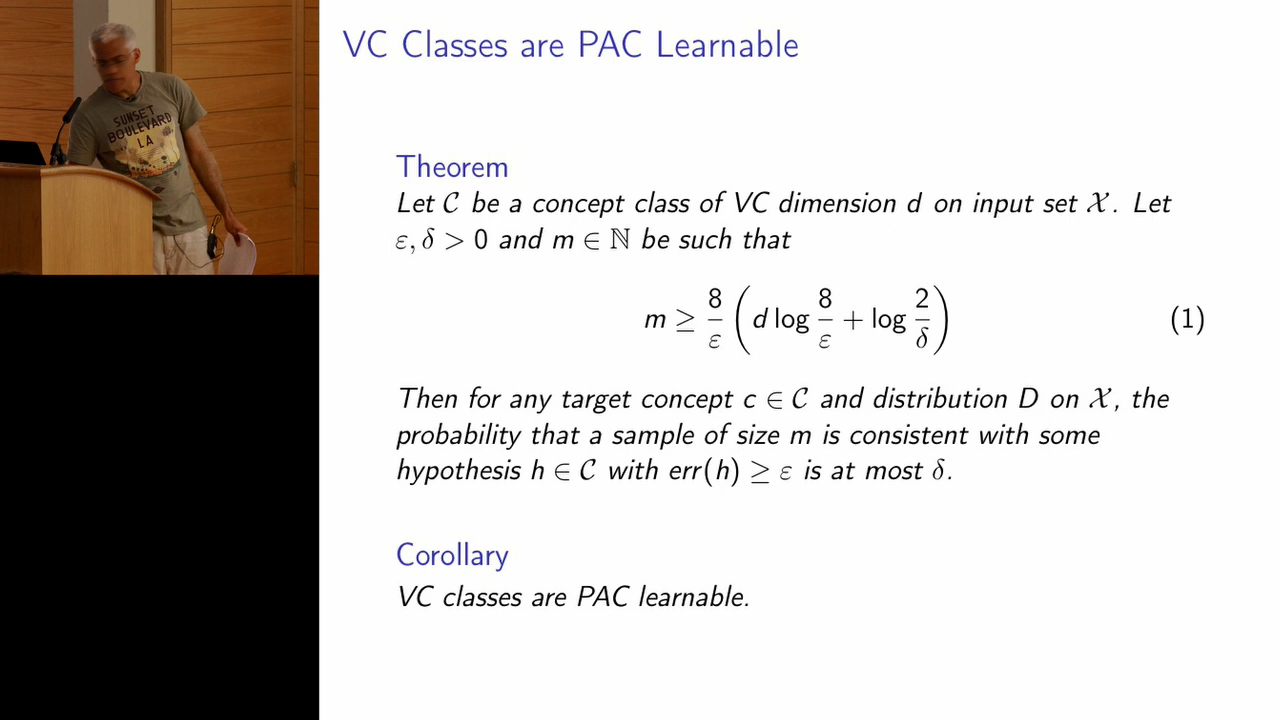 SUNSET
BOULEVARD
LA
VC Classes are PAC Learnable
Theorem
Let 𝒞 be a concept class of VC dimension d on input set 𝒳. Let
ε, δ > 0 and m ∈ ℕ be such that
m ≥ 8/ε (d log 8/ε + log 2/δ) (1)
Then for any target concept c ∈ 𝒞 and distribution D on 𝒳, the
probability that a sample of size m is consistent with some
hypothesis h ∈ 𝒞 with err(h) ≥ ε is at most δ.
Corollary
VC classes are PAC learnable.